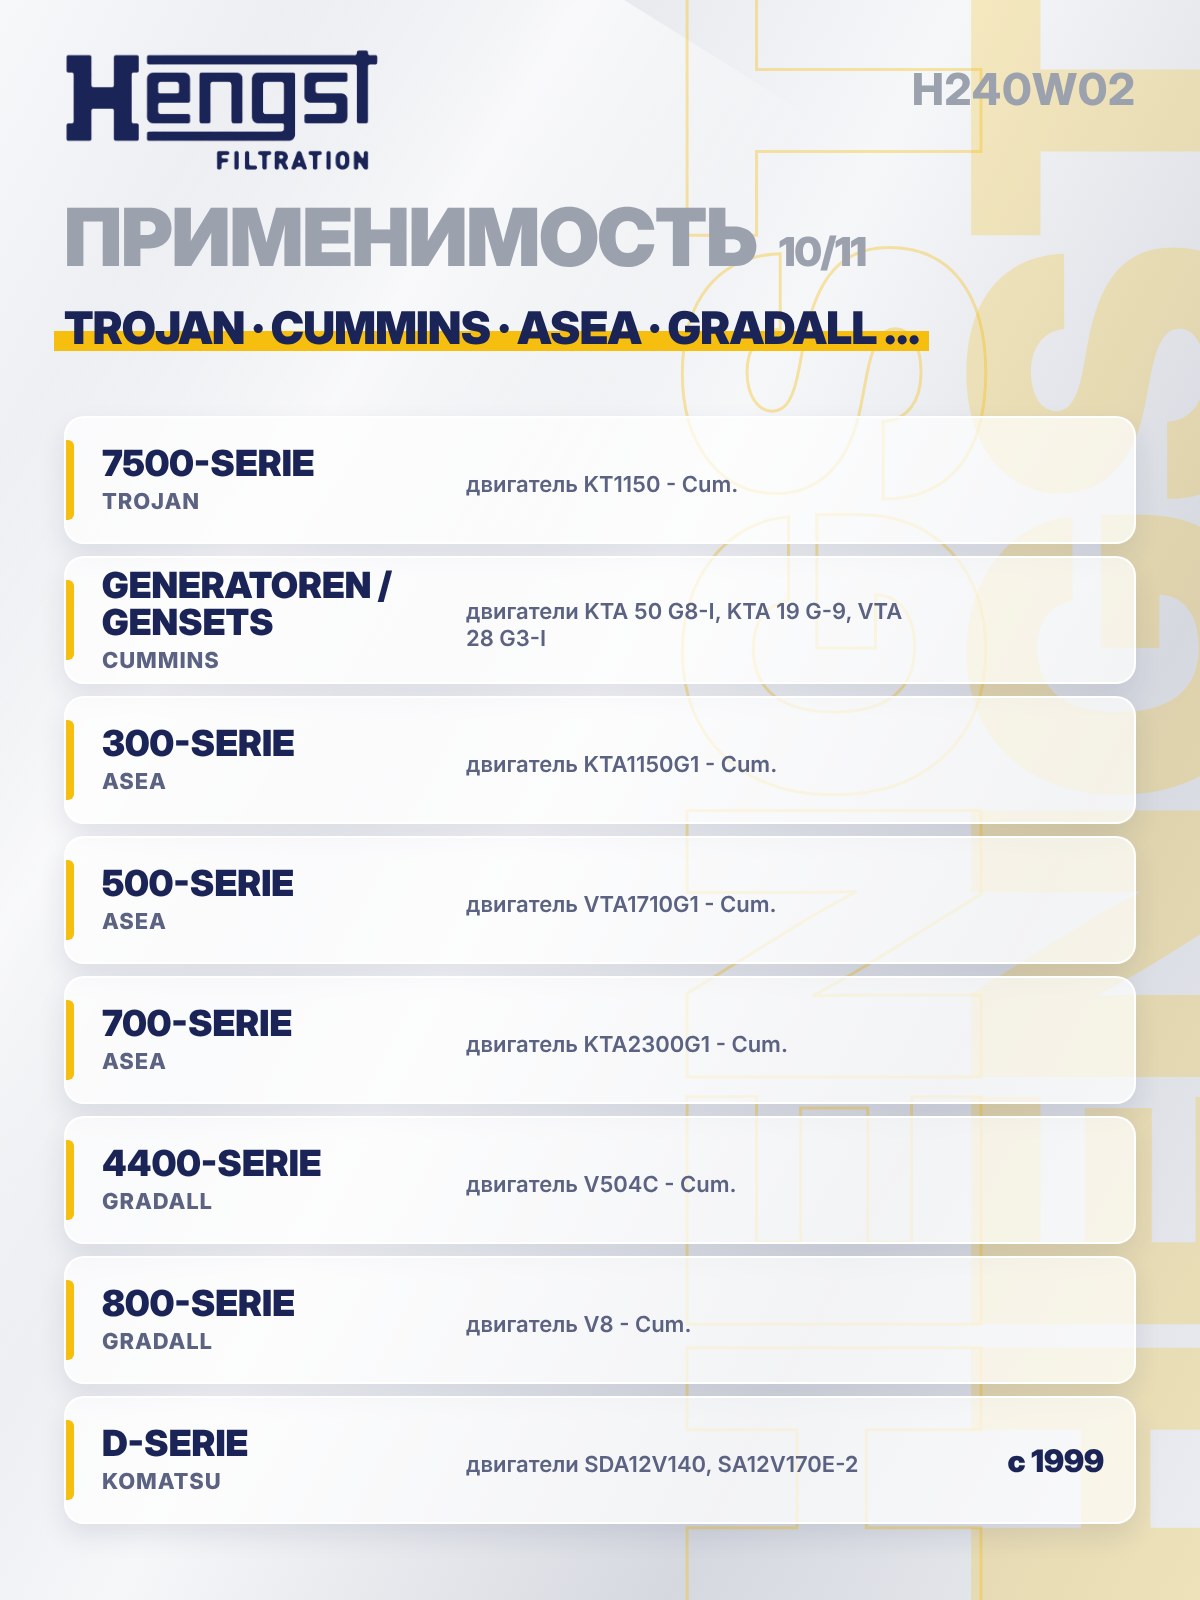 Hengst
FILTRATION
H240W02
ПРИМЕНИМОСТЬ 10/11
TROJAN · CUMMINS · ASEA · GRADALL ...
7500-SERIE
TROJAN
двигатель KT1150 - Cum.
GENERATOREN /
GENSETS
CUMMINS
двигатели KTA 50 G8-I, KTA 19 G-9, VTA
28 G3-I
300-SERIE
ASEA
двигатель KTA1150G1 - Cum.
500-SERIE
ASEA
двигатель VTA1710G1 - Cum.
700-SERIE
ASEA
двигатель KTA2300G1 - Cum.
4400-SERIE
GRADALL
двигатель V504C - Cum.
800-SERIE
GRADALL
двигатель V8 - Cum.
D-SERIE
KOMATSU
двигатели SDA12V140, SA12V170E-2
с 1999
HENGST
HENGST